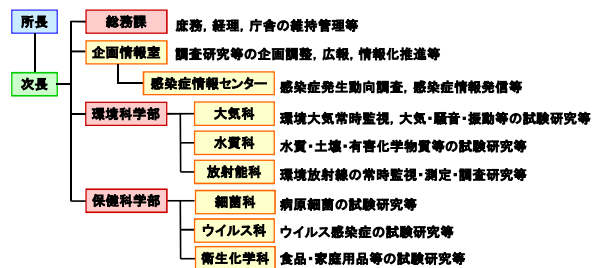 所長
総務課 庶務，経理，庁舎の維持管理等
企画情報室 調査研究等の企画調整，広報，情報化推進等
次長
感染症情報センター 感染症発生動向調査，感染症情報発信等
環境科学部
大気科 環境大気常時監視，大気・騒音・振動等の試験研究等
水質科 水質・土壌・有害化学物質等の試験研究等
放射能科 環境放射線の常時監視・測定・調査研究等
保健科学部
細菌科 病原細菌の試験研究等
ウイルス科 ウイルス感染症の試験研究等
衛生化学科 食品・家庭用品等の試験研究等